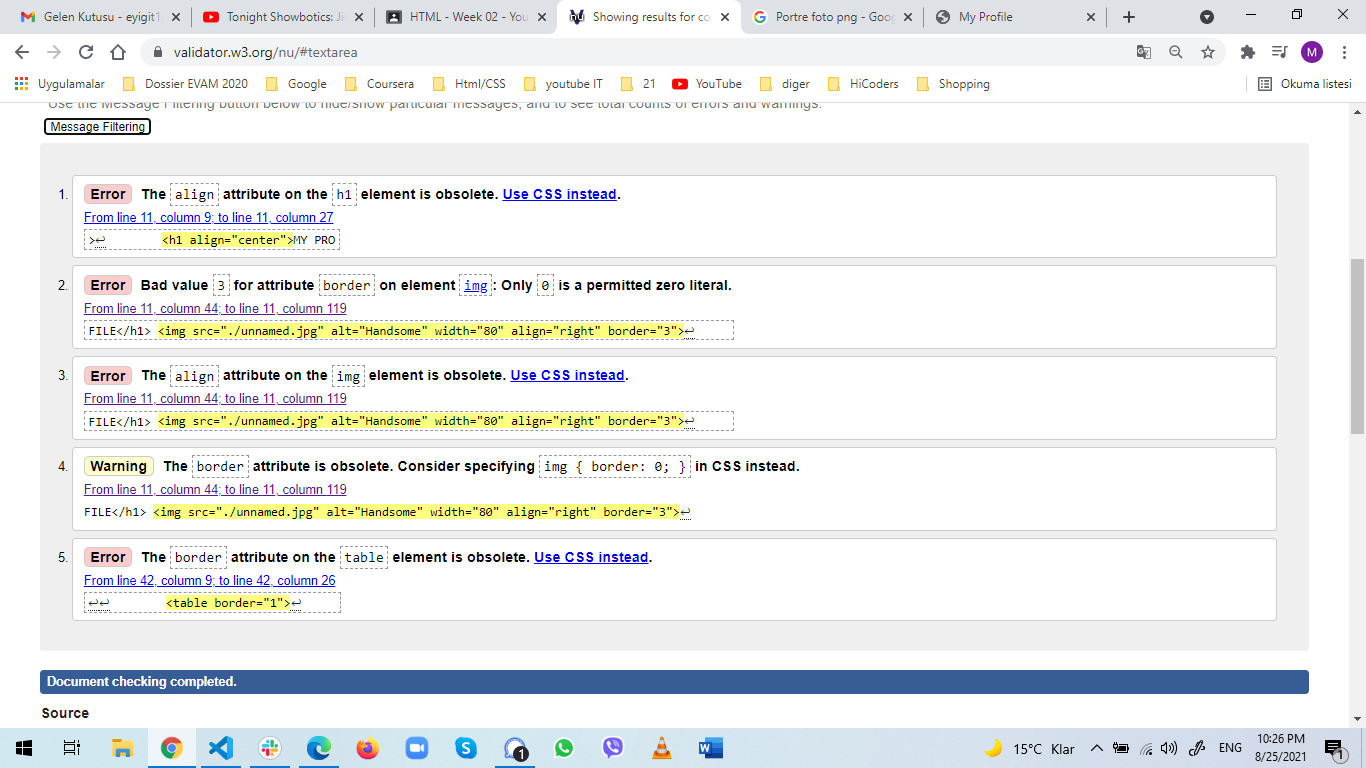 Gelen Kutusu - eyigit1
Tonight Showbotics: Ji
HTML - Week 02 - You
Showing results for co
Portre foto png - Goog
My Profile
validator.w3.org/nu/#textarea
M
Uygulamalar
Dossier EVAM 2020
Google
Coursera
Html/CSS
youtube IT
21
YouTube
diger
HiCoders
Shopping
Okuma listesi
Use the Message Filtering button below to hide/show particular messages, and to see total counts of errors and warnings.
Message Filtering
1. Error The align attribute on the h1 element is obsolete. Use CSS instead.
From line 11, column 9; to line 11, column 27
>↩ <h1 align="center">MY PRO
2. Error Bad value 3 for attribute border on element img: Only 0 is a permitted zero literal.
From line 11, column 44; to line 11, column 119
FILE</h1> <img src="./unnamed.jpg" alt="Handsome" width="80" align="right" border="3">↩
3. Error The align attribute on the img element is obsolete. Use CSS instead.
From line 11, column 44; to line 11, column 119
FILE</h1> <img src="./unnamed.jpg" alt="Handsome" width="80" align="right" border="3">↩
4. Warning The border attribute is obsolete. Consider specifying img { border: 0; } in CSS instead.
From line 11, column 44; to line 11, column 119
FILE</h1> <img src="./unnamed.jpg" alt="Handsome" width="80" align="right" border="3">↩
5. Error The border attribute on the table element is obsolete. Use CSS instead.
From line 42, column 9; to line 42, column 26
↩↩ <table border="1">↩
Document checking completed.
Source
1
15°C Klar
ENG
10:26 PM
8/25/2021
1